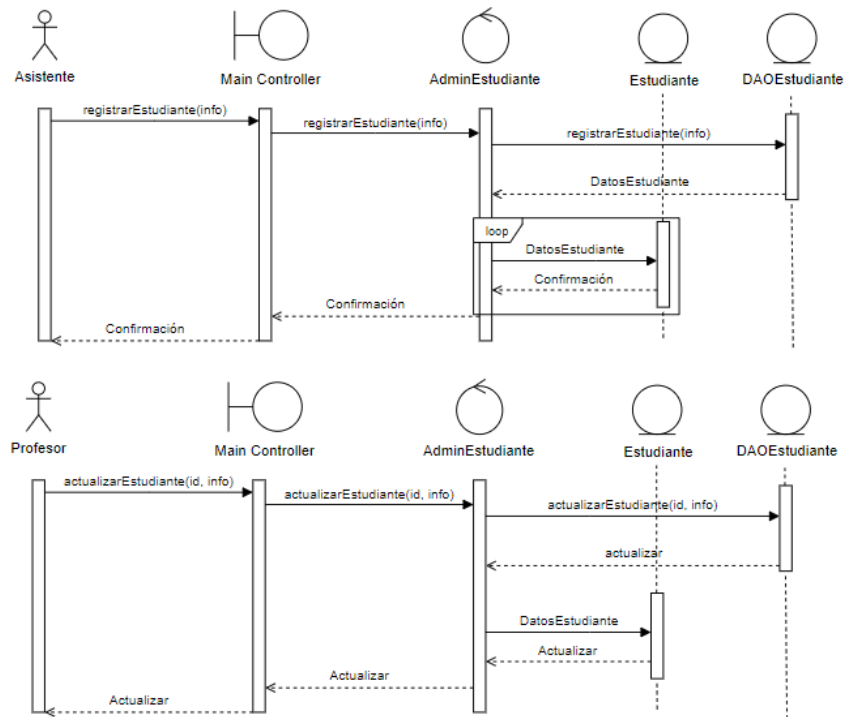 Asistente
Main Controller
AdminEstudiante
Estudiante
DAOEstudiante
registrarEstudiante(info)
registrarEstudiante(info)
registrarEstudiante(info)
DatosEstudiante
loop
DatosEstudiante
Confirmación
Confirmación
Confirmación
Profesor
Main Controller
AdminEstudiante
Estudiante
DAOEstudiante
actualizarEstudiante(id, info)
actualizarEstudiante(id, info)
actualizarEstudiante(id, info)
actualizar
DatosEstudiante
Actualizar
Actualizar
Actualizar